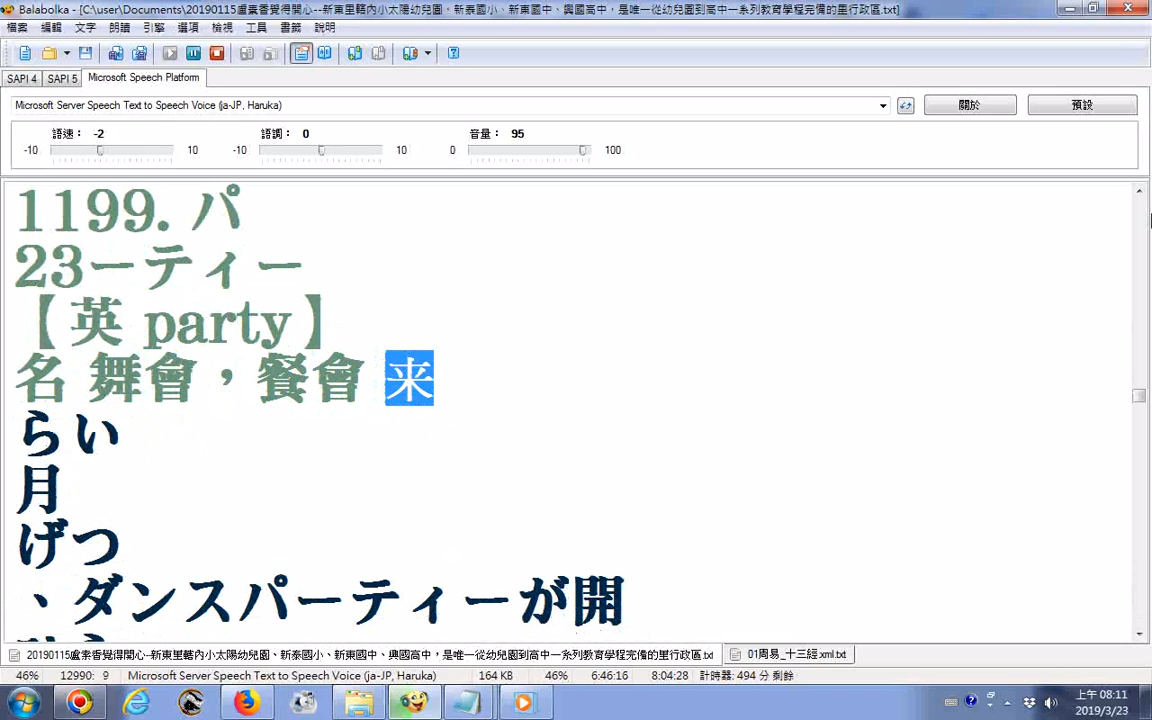 Balabolka - [C:\user\Documents\20190115盧素香覺得開心--新東里轄內小太陽幼兒園、新泰國小、新東國中、興國高中，是唯一從幼兒園到高中一系列教育學程完備的里行政區.txt]
檔案 編輯 文字 朗讀 引擎 選項 檢視 工具 書籤 說明
SAPI 4 SAPI 5 Microsoft Speech Platform
Microsoft Server Speech Text to Speech Voice (ja-JP, Haruka) 關於 預設
語速： -2 語調： 0 音量： 95
-10 10 -10 10 0 100
1199. パ
23ーティー
【英 party】
名 舞會，餐會 来
らい
月
げつ
、ダンスパーティーが開
20190115盧素香覺得開心--新東里轄內小太陽幼兒園、新泰國小、新東國中、興國高中，是唯一從幼兒園到高中一系列教育學程完備的里行政區.txt 01周易_十三經.xml.txt
46% 12990: 9 Microsoft Server Speech Text to Speech Voice (ja-JP, Haruka) 164 KB 46% 6:46:16 8:04:28 計時器: 494 分 剩餘
上午 08:11
2019/3/23